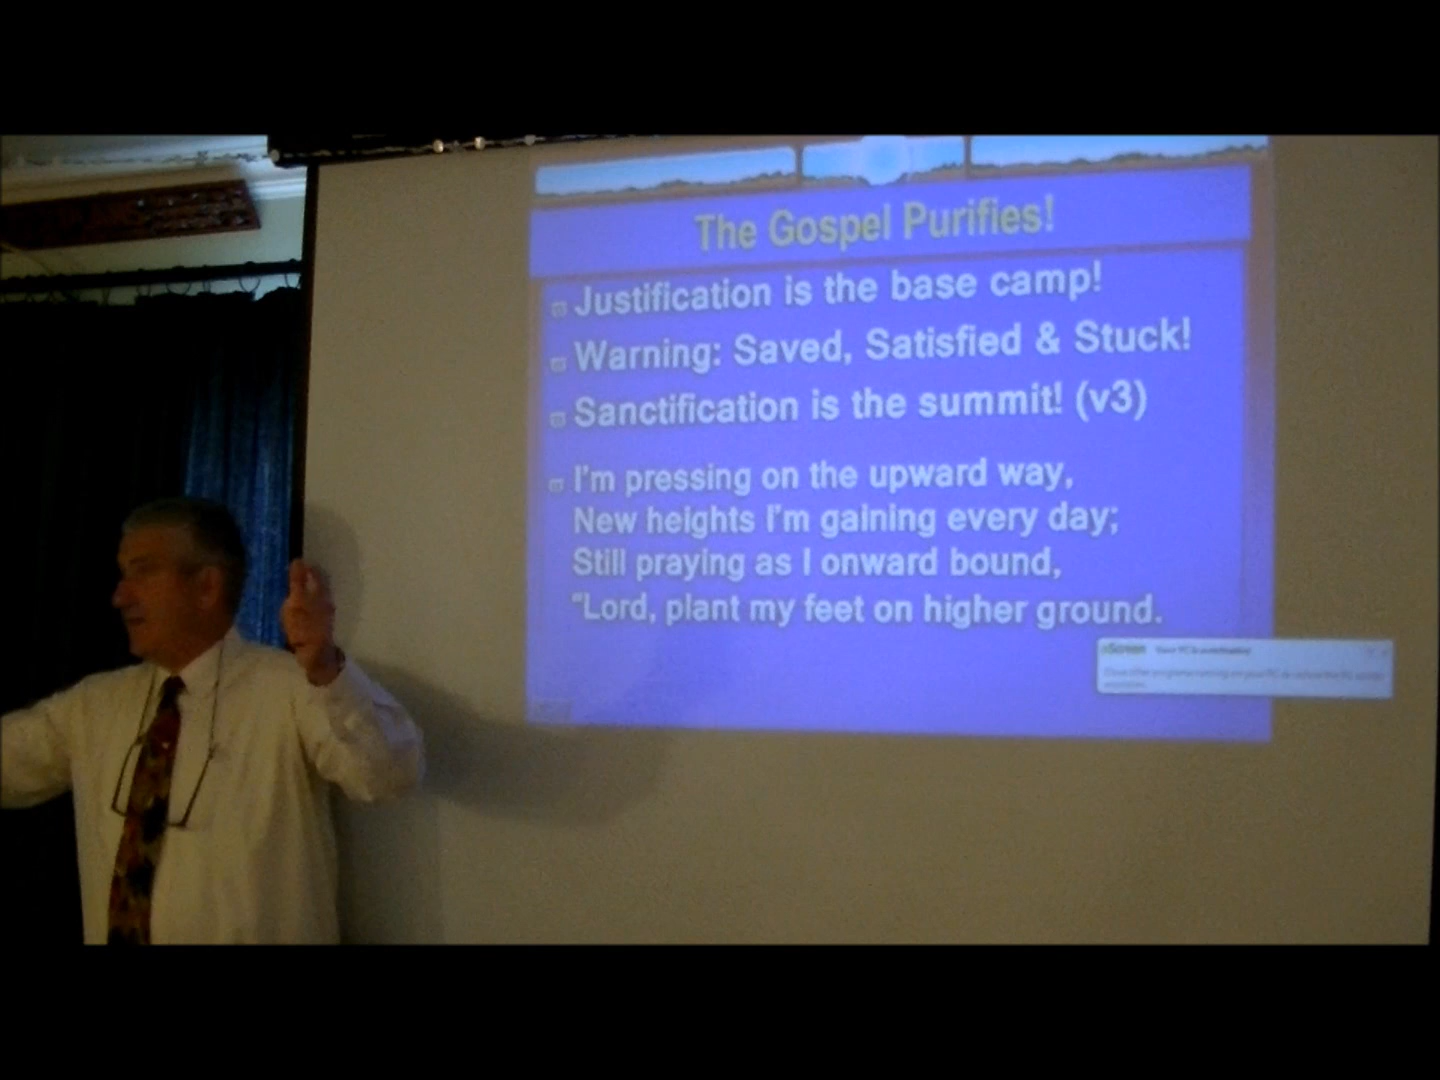 The Gospel Purifies!
Justification is the base camp!
Warning: Saved, Satisfied & Stuck!
Sanctification is the summit! (v3)
I'm pressing on the upward way,
New heights I'm gaining every day;
Still praying as I onward bound,
"Lord, plant my feet on higher ground.